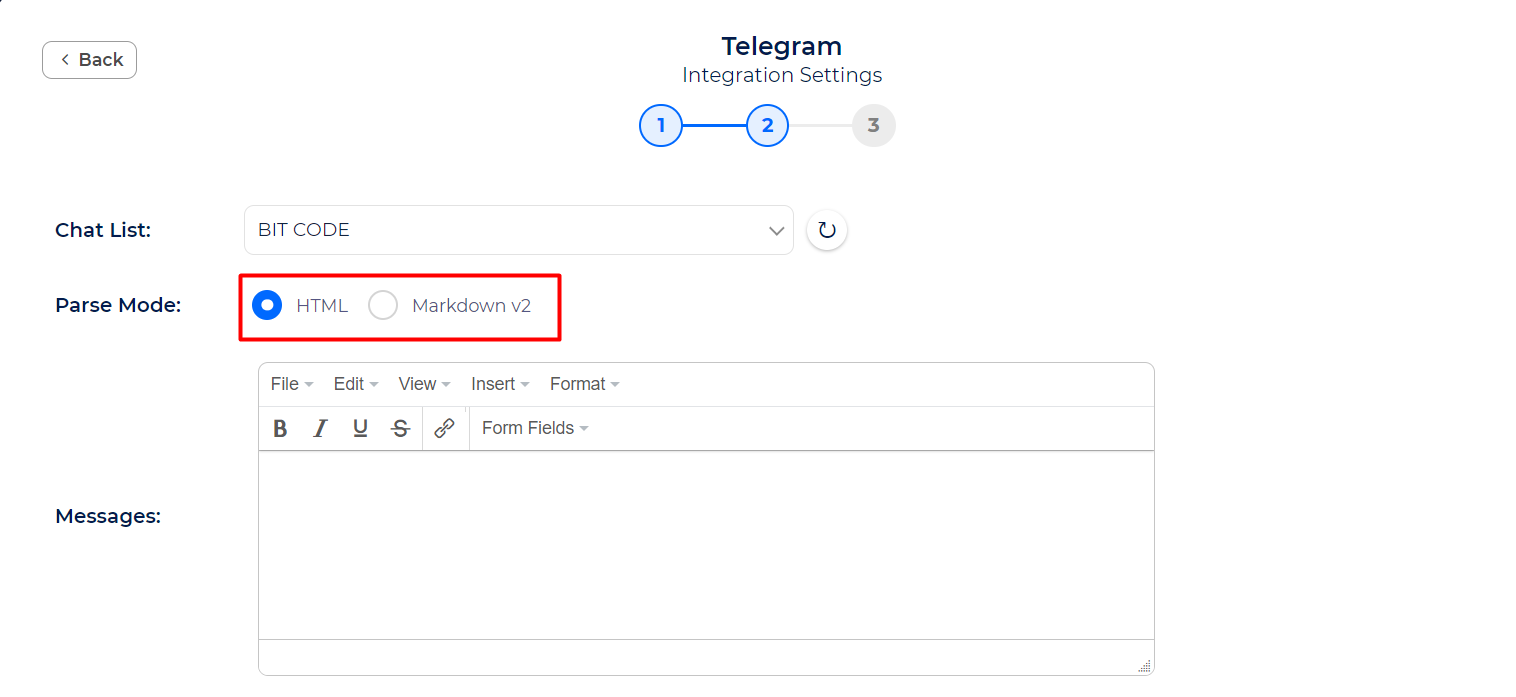 Back
Telegram
Integration Settings
1 2 3
Chat List: BIT CODE
Parse Mode: HTML Markdown v2
File Edit View Insert Format
B I U S Form Fields
Messages: